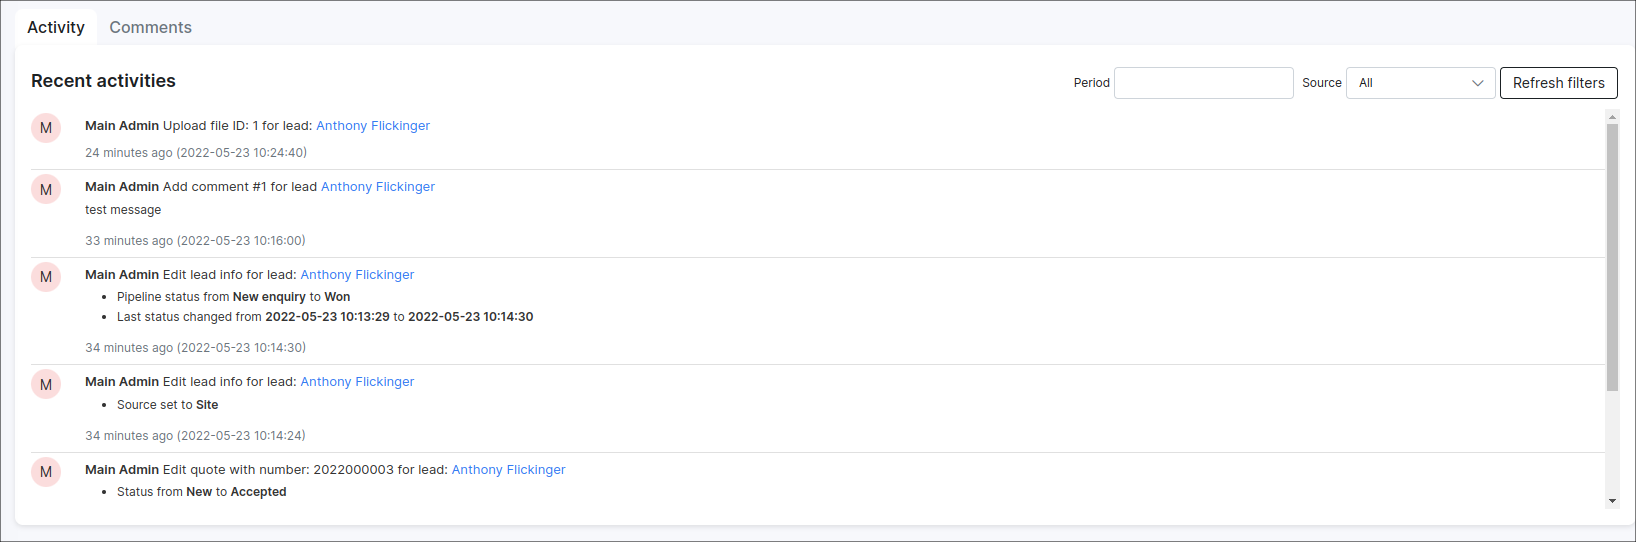 Activity Comments
Recent activities Period Source All Refresh filters
M Main Admin Upload file ID: 1 for lead: Anthony Flickinger
24 minutes ago (2022-05-23 10:24:40)
M Main Admin Add comment #1 for lead Anthony Flickinger
test message
33 minutes ago (2022-05-23 10:16:00)
M Main Admin Edit lead info for lead: Anthony Flickinger
• Pipeline status from New enquiry to Won
• Last status changed from 2022-05-23 10:13:29 to 2022-05-23 10:14:30
34 minutes ago (2022-05-23 10:14:30)
M Main Admin Edit lead info for lead: Anthony Flickinger
• Source set to Site
34 minutes ago (2022-05-23 10:14:24)
M Main Admin Edit quote with number: 2022000003 for lead: Anthony Flickinger
• Status from New to Accepted